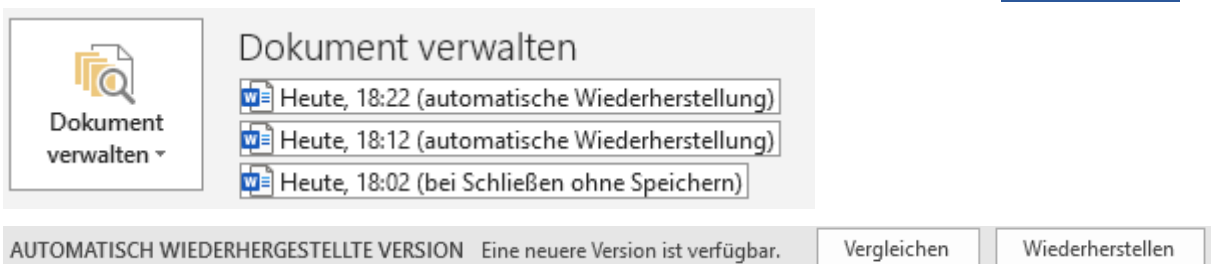 Dokument verwalten
Dokument
verwalten
Heute, 18:22 (automatische Wiederherstellung)
Heute, 18:12 (automatische Wiederherstellung)
Heute, 18:02 (bei Schließen ohne Speichern)
AUTOMATISCH WIEDERHERGESTELLTE VERSION Eine neuere Version ist verfügbar. Vergleichen Wiederherstellen